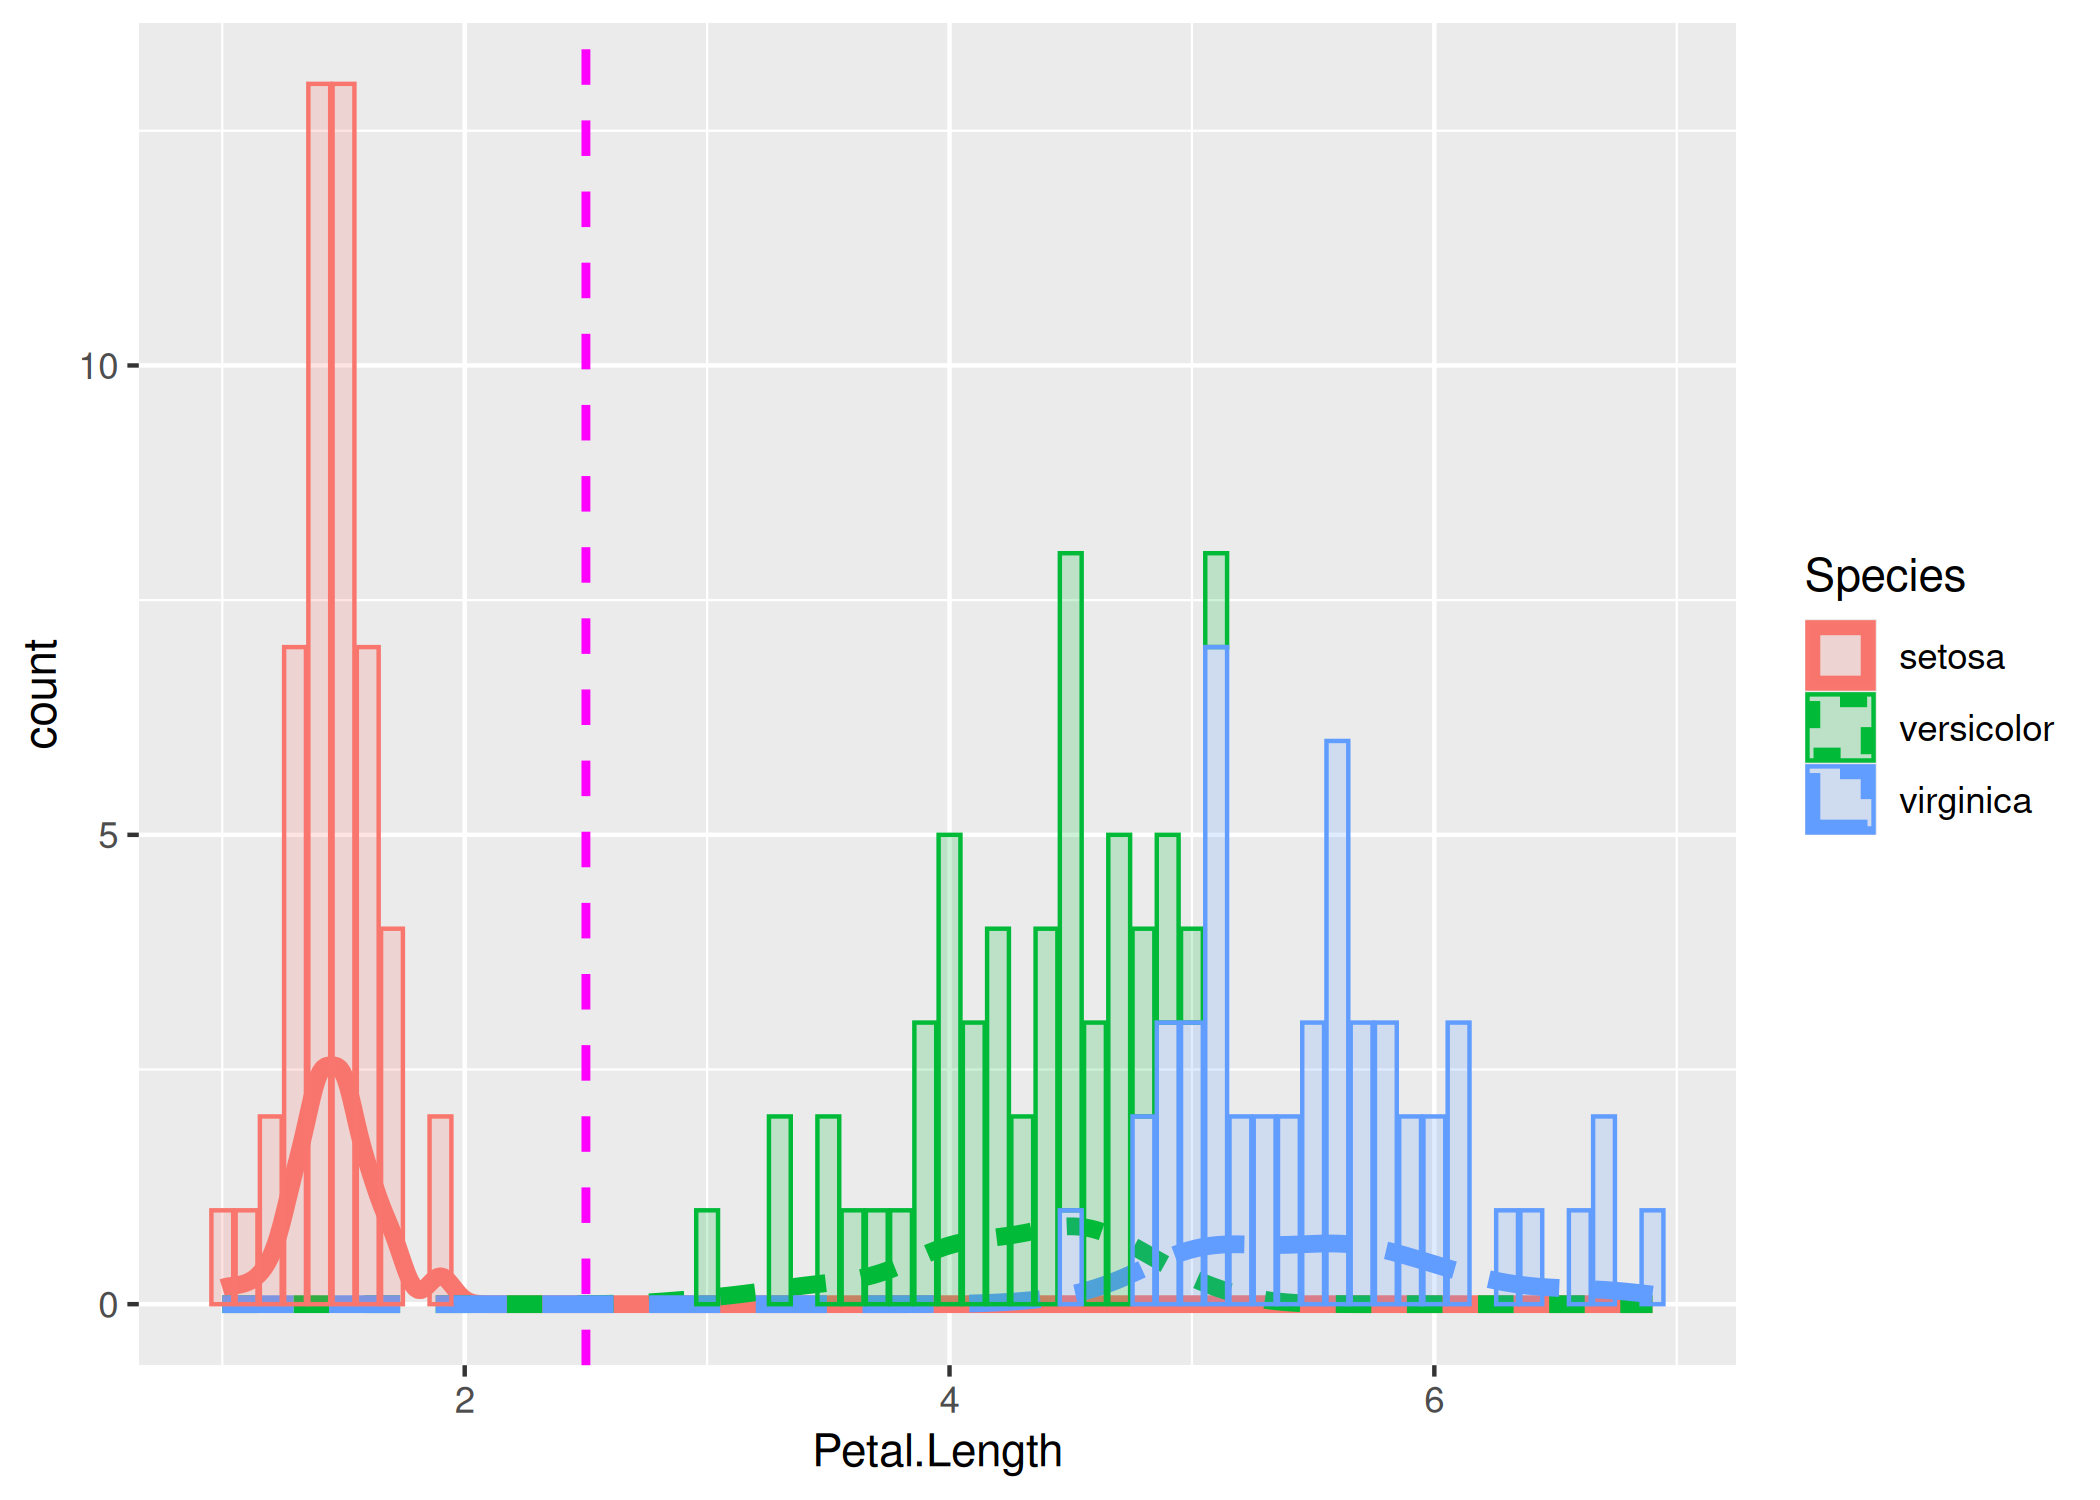 10
5
0
count
2 4 6
Petal.Length
Species
setosa
versicolor
virginica